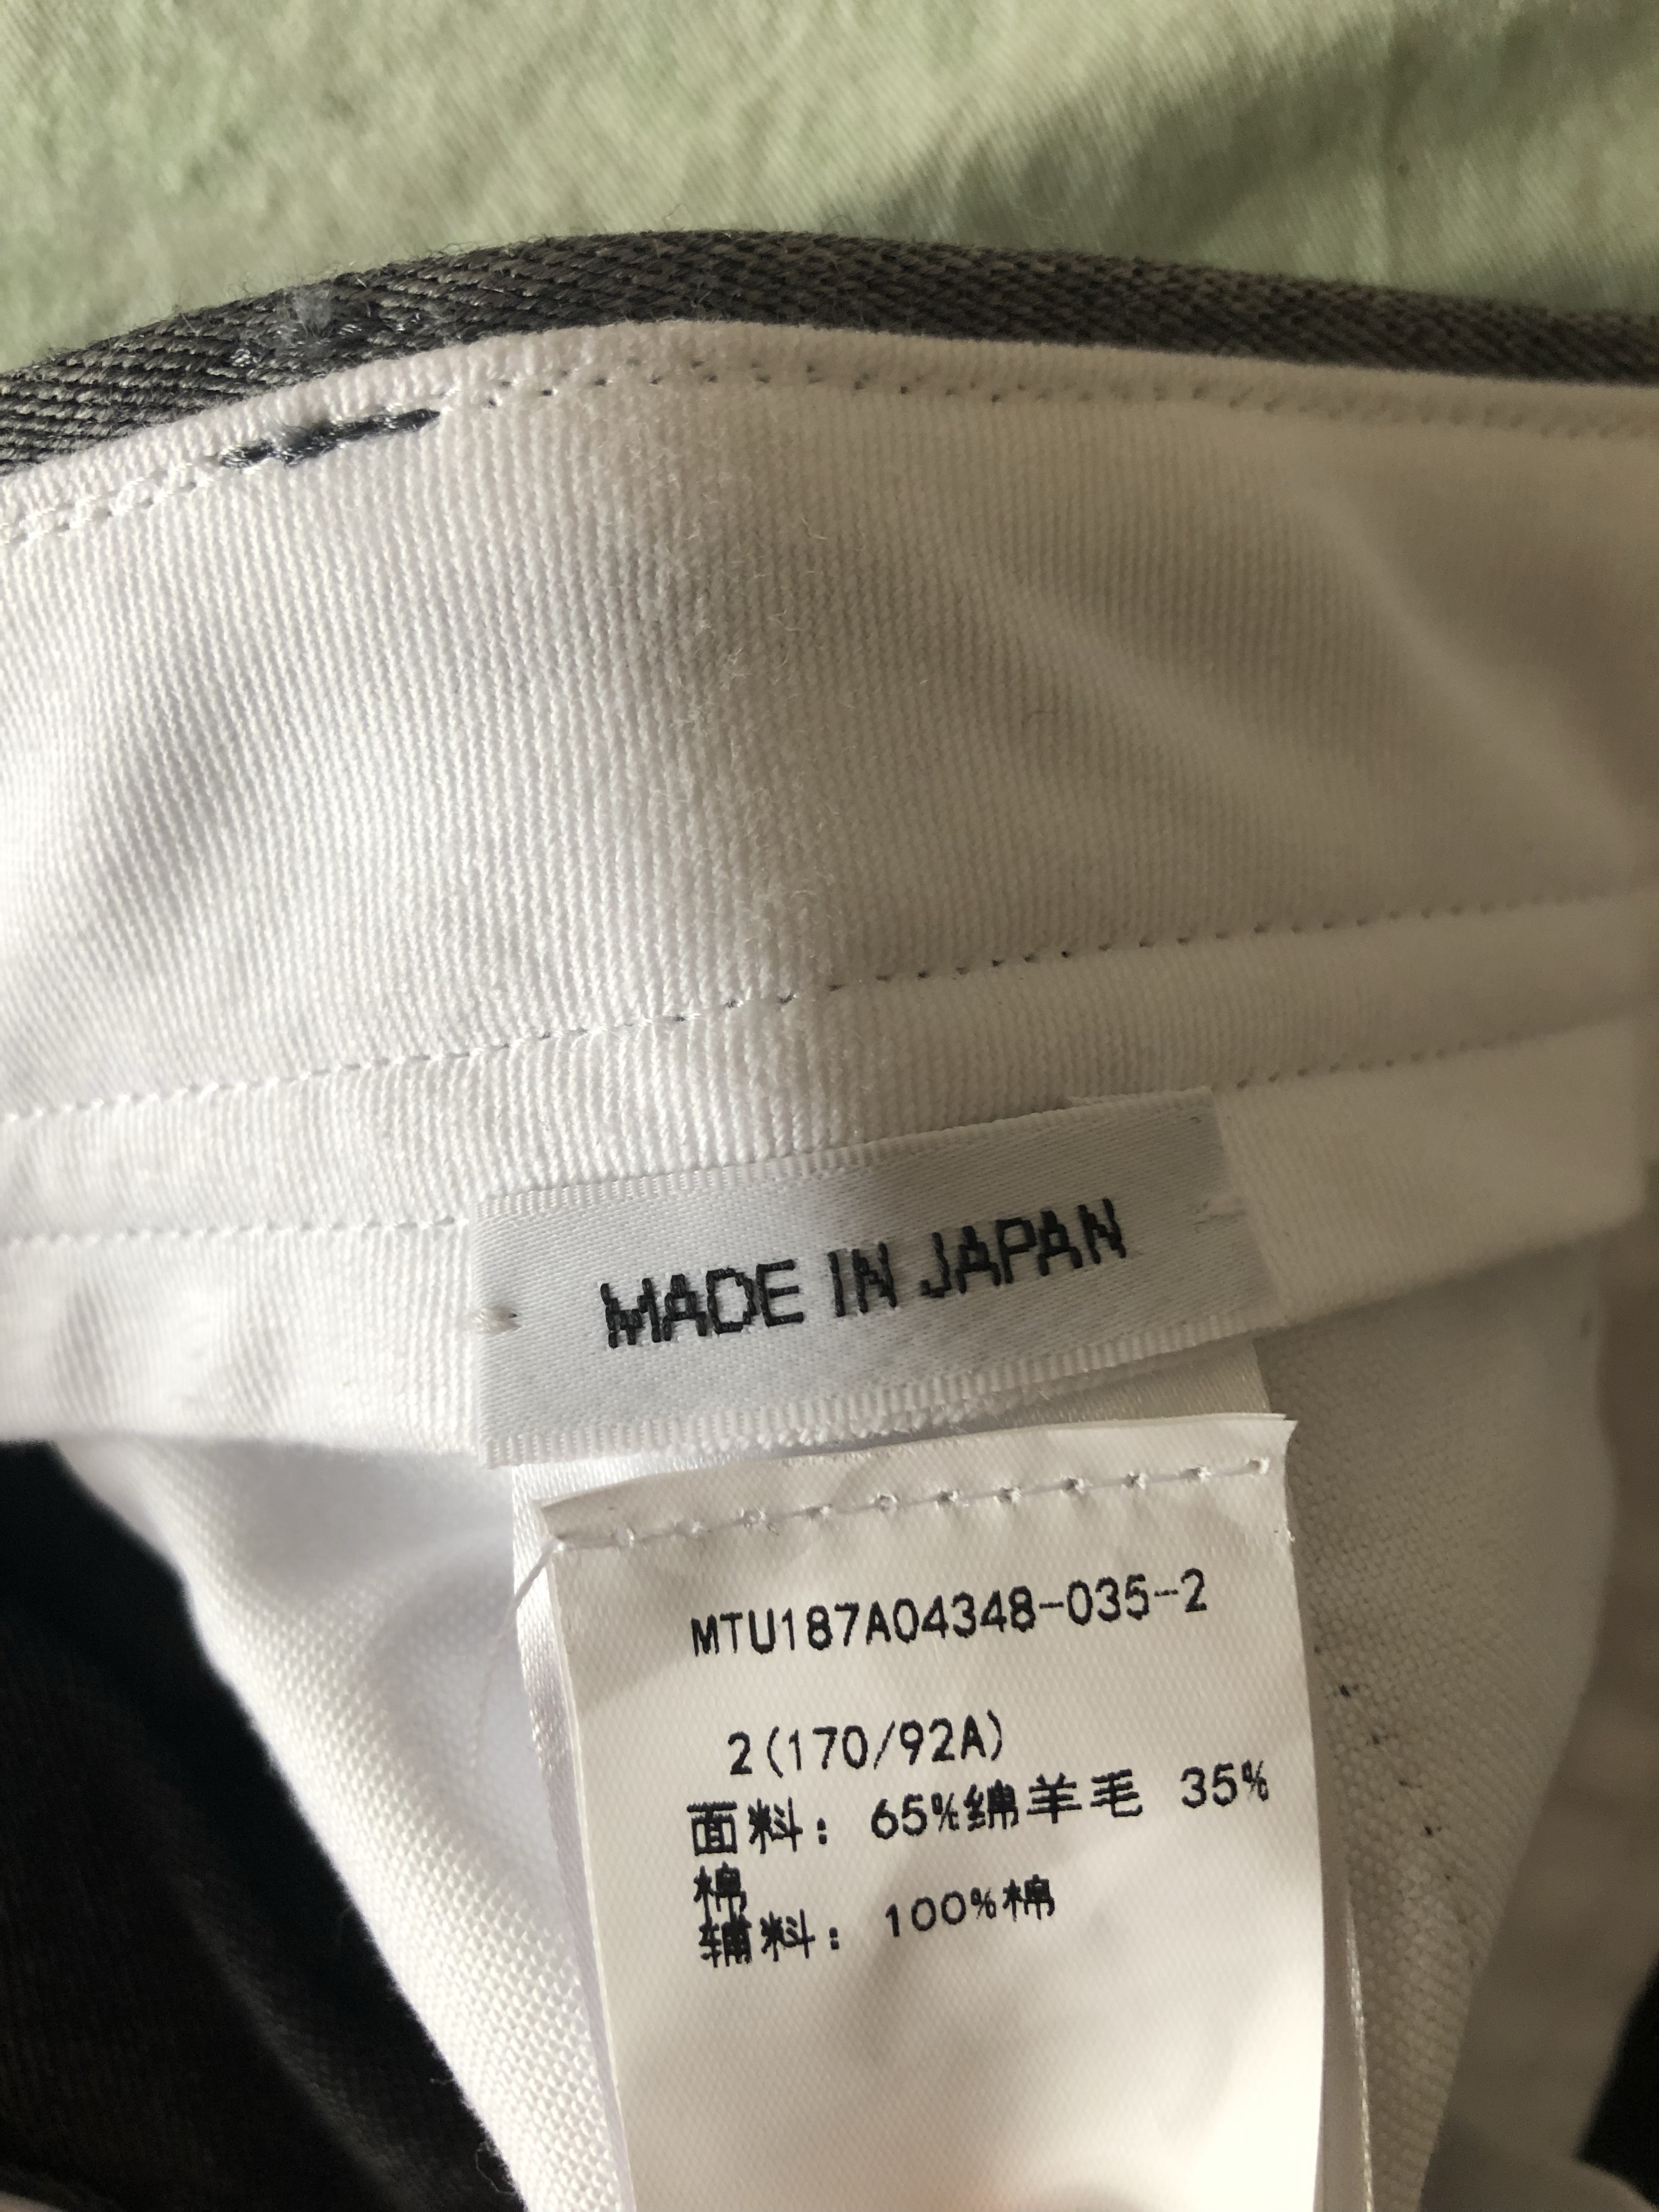 MADE IN JAPAN
MTU187A04348-035-2
2(170/92A)
面料: 65%绵羊毛 35%
棉
辅料: 100%棉